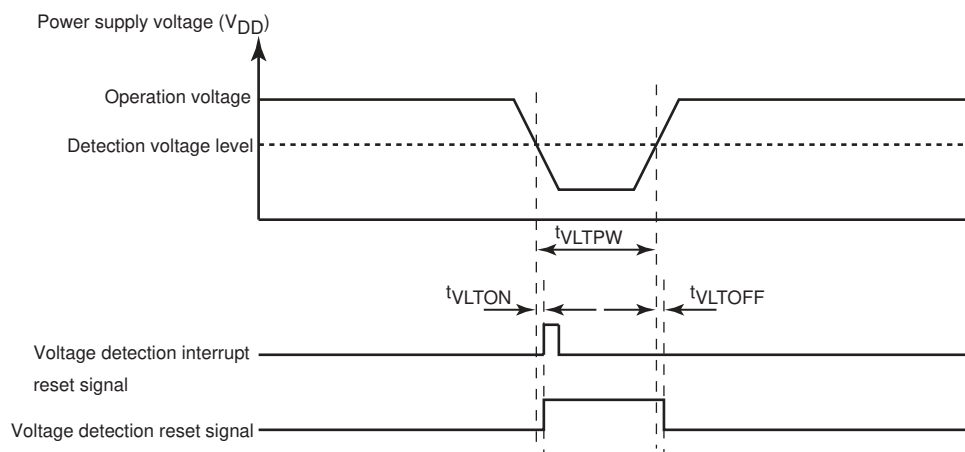 Power supply voltage (VDD)
Operation voltage
Detection voltage level
tVLTPW
tVLTON
tVLTOFF
Voltage detection interrupt
reset signal
Voltage detection reset signal